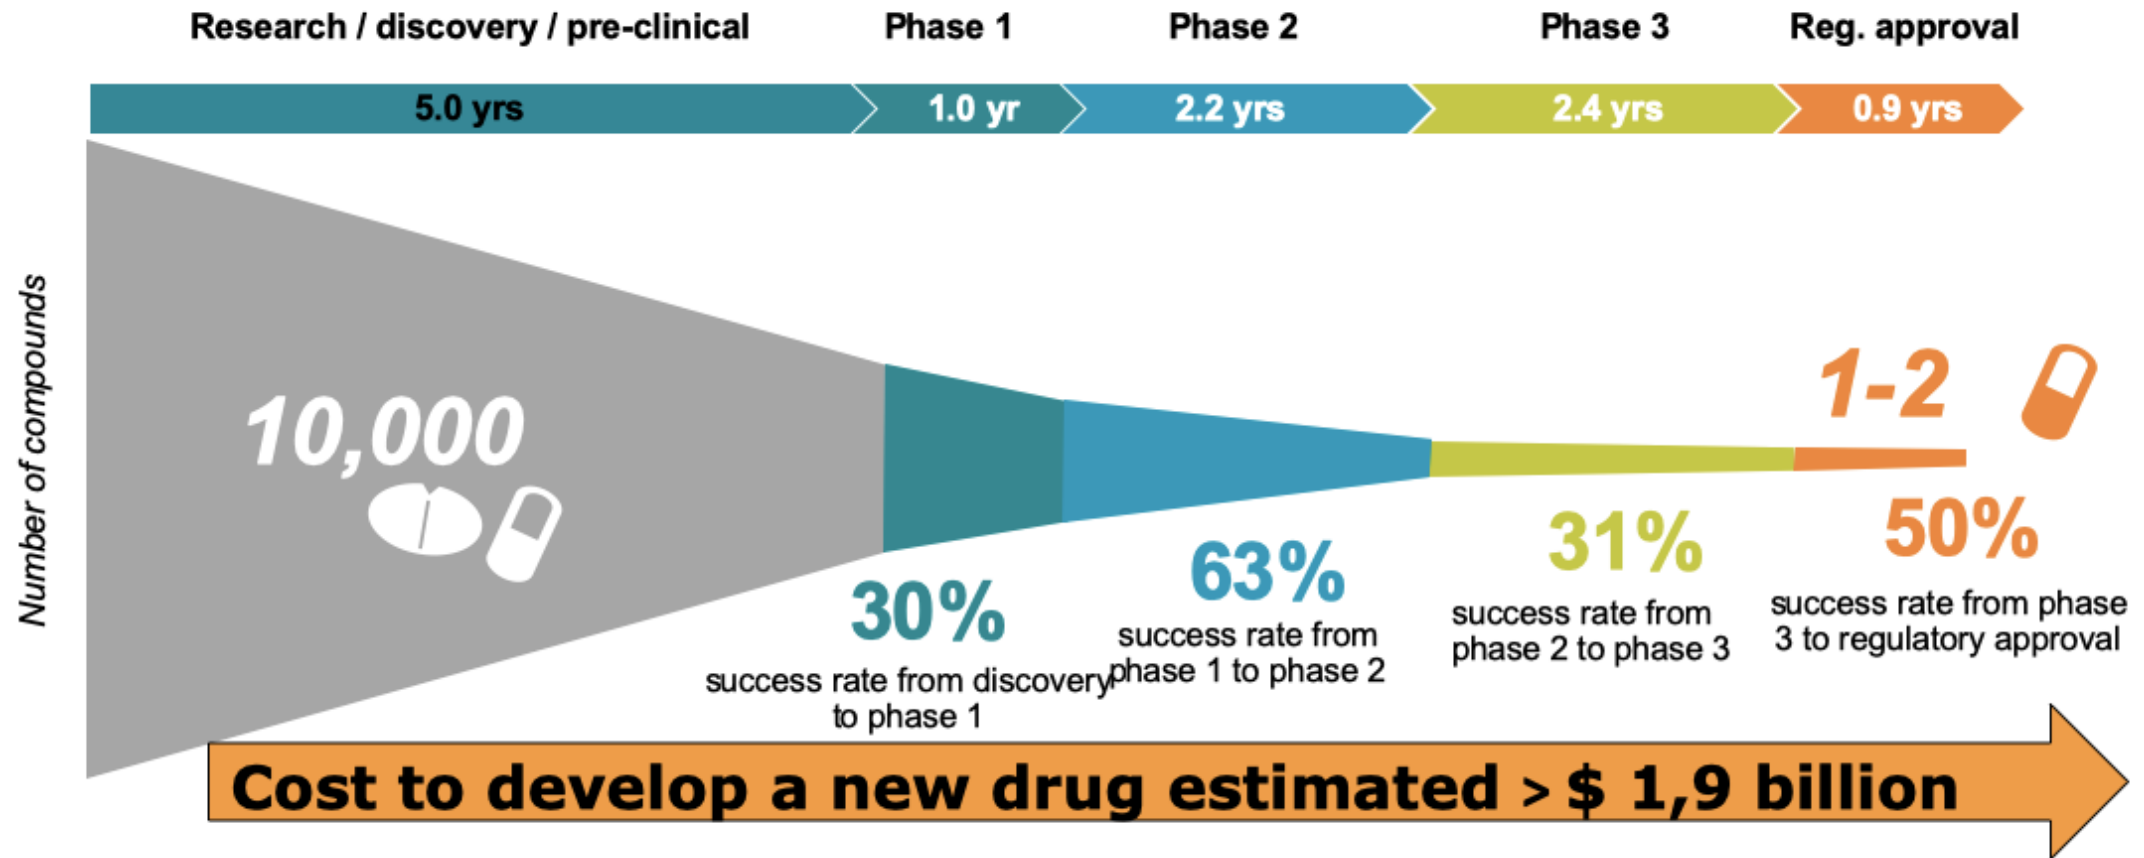 Research / discovery / pre-clinical
Phase 1
Phase 2
Phase 3
Reg. approval
5.0 yrs
1.0 yr
2.2 yrs
2.4 yrs
0.9 yrs
Number of compounds
10,000
1-2
30%
success rate from discovery
to phase 1
63%
success rate from
phase 1 to phase 2
31%
success rate from
phase 2 to phase 3
50%
success rate from phase
3 to regulatory approval
Cost to develop a new drug estimated > $ 1,9 billion